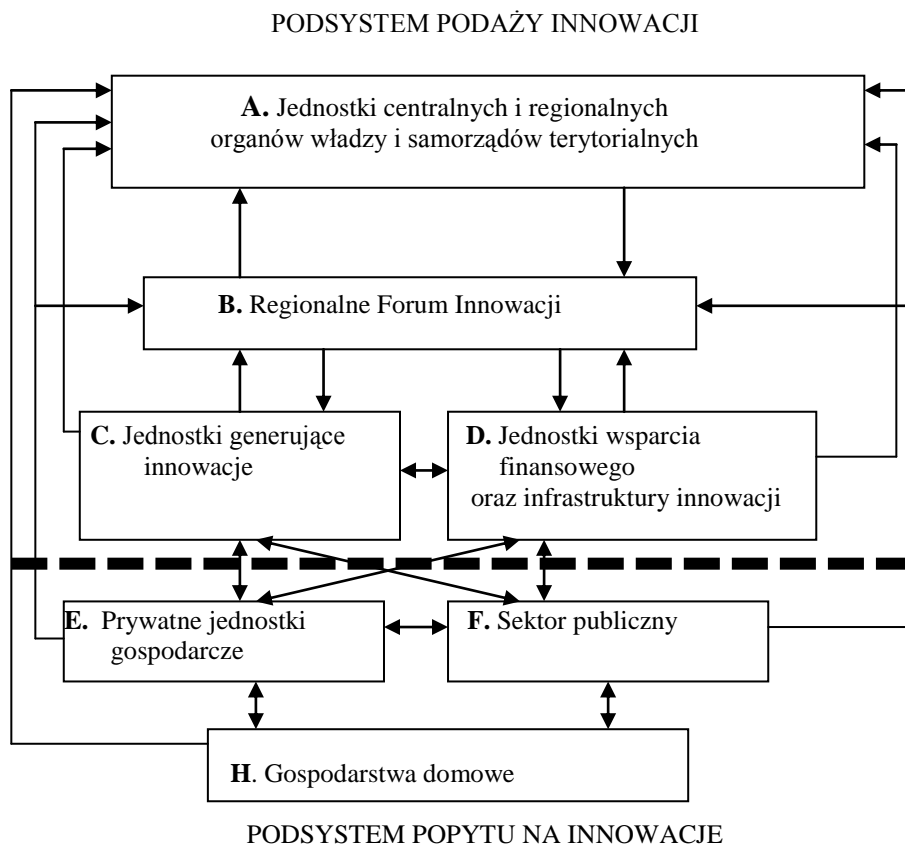 PODSYSTEM PODAŻY INNOWACJI
A. Jednostki centralnych i regionalnych
organów władzy i samorządów terytorialnych
B. Regionalne Forum Innowacji
C. Jednostki generujące
innowacje
D. Jednostki wsparcia
finansowego
oraz infrastruktury innowacji
E. Prywatne jednostki
gospodarcze
F. Sektor publiczny
H. Gospodarstwa domowe
PODSYSTEM POPYTU NA INNOWACJE